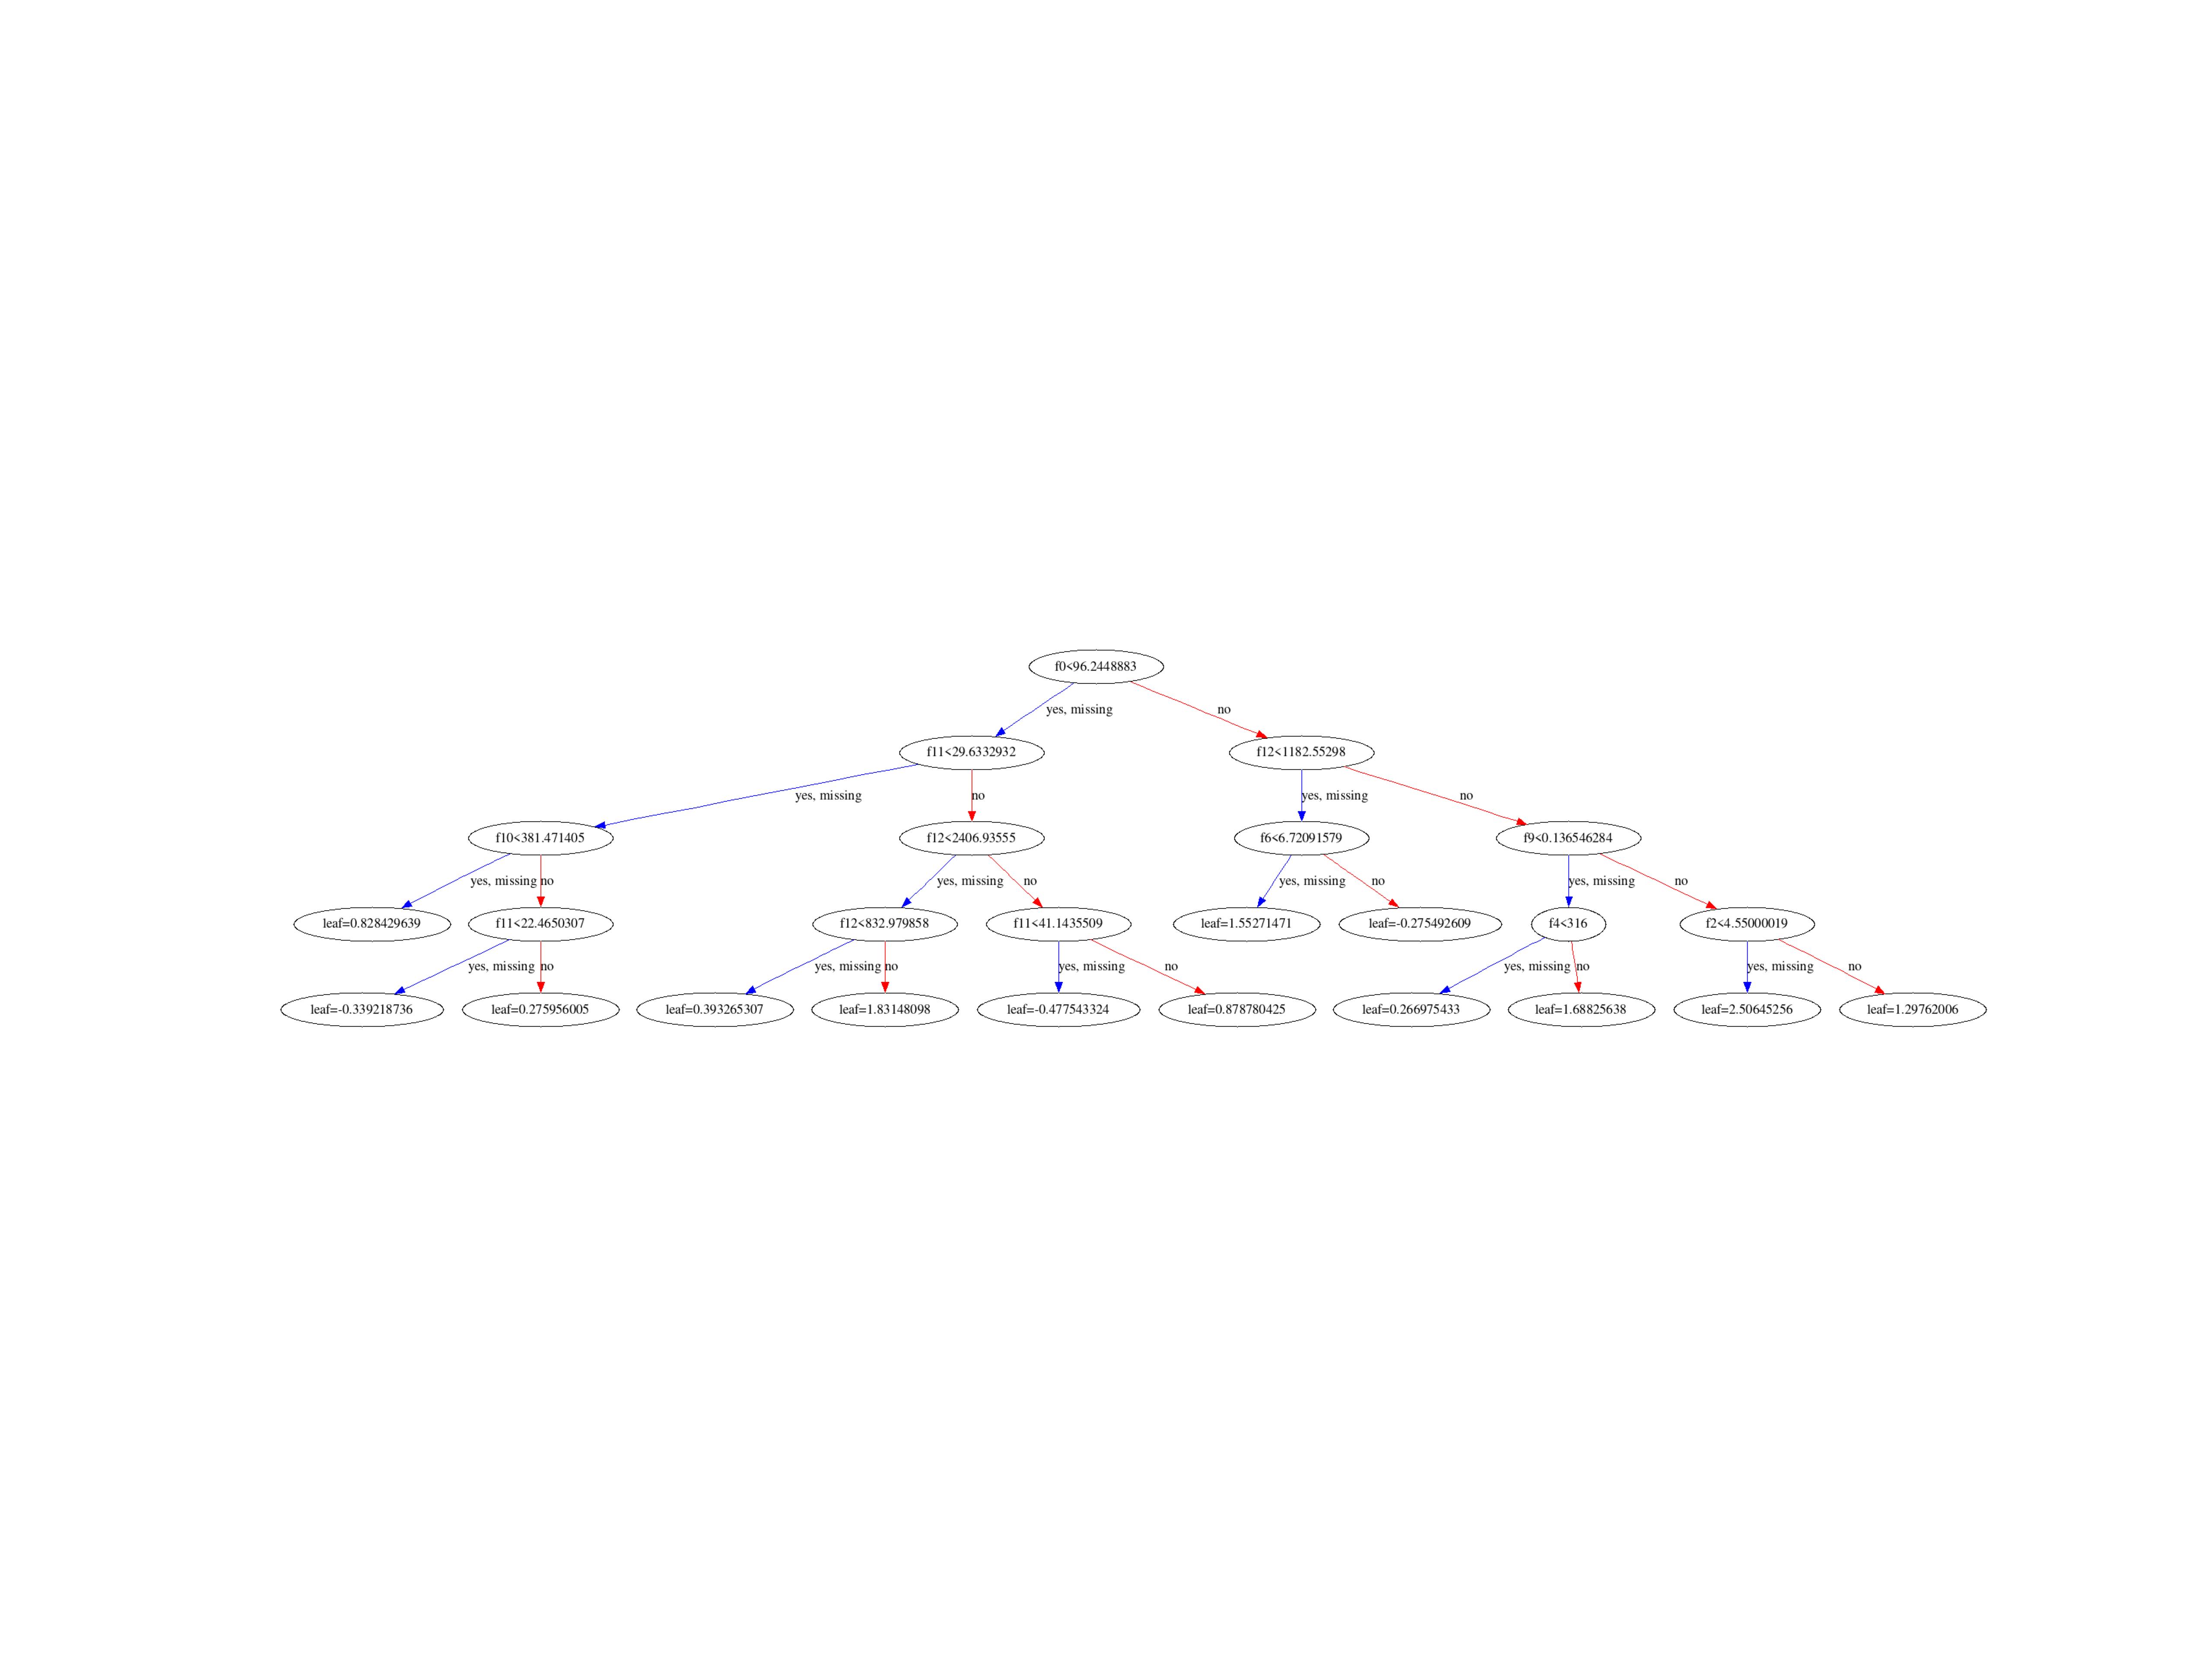 f0<96.2448883
yes, missing
no
f11<29.6332932
f12<1182.55298
yes, missing
no
yes, missing
no
f10<381.471405
f12<2406.93555
f6<6.72091579
f9<0.136546284
yes, missing
no
yes, missing
no
yes, missing
no
yes, missing
no
leaf=0.828429639
f11<22.4650307
f12<832.979858
f11<41.1435509
leaf=1.55271471
leaf=-0.275492609
f4<316
f2<4.55000019
yes, missing
no
yes, missing
no
yes, missing
no
yes, missing
no
yes, missing
no
leaf=-0.339218736
leaf=0.275956005
leaf=0.393265307
leaf=1.83148098
leaf=-0.477543324
leaf=0.878780425
leaf=0.266975433
leaf=1.68825638
leaf=2.50645256
leaf=1.29762006